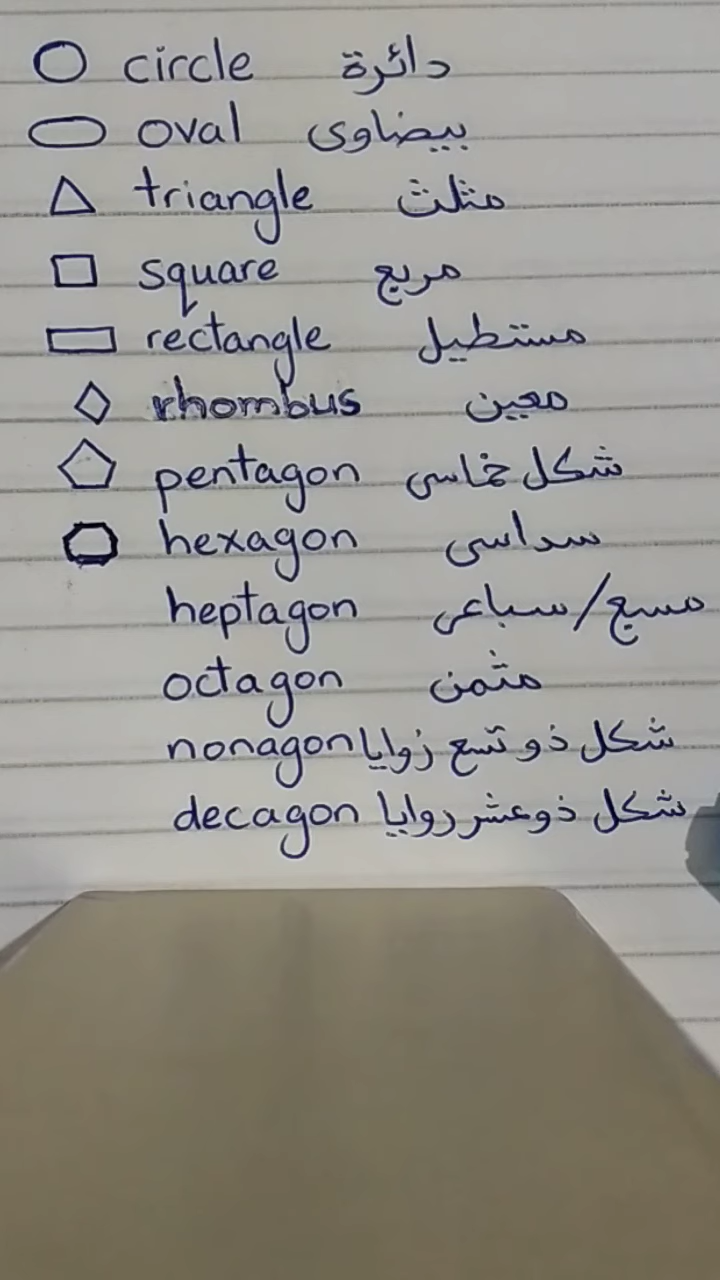 circle دائرة
oval بيضاوى
triangle مثلث
square مربع
rectangle مستطيل
rhombus معين
pentagon شكل خماسى
hexagon سداسى
heptagon مسبع/سباعى
octagon مثمن
nonagon شكل ذو تسع زوايا
decagon شكل ذو عشر روايا